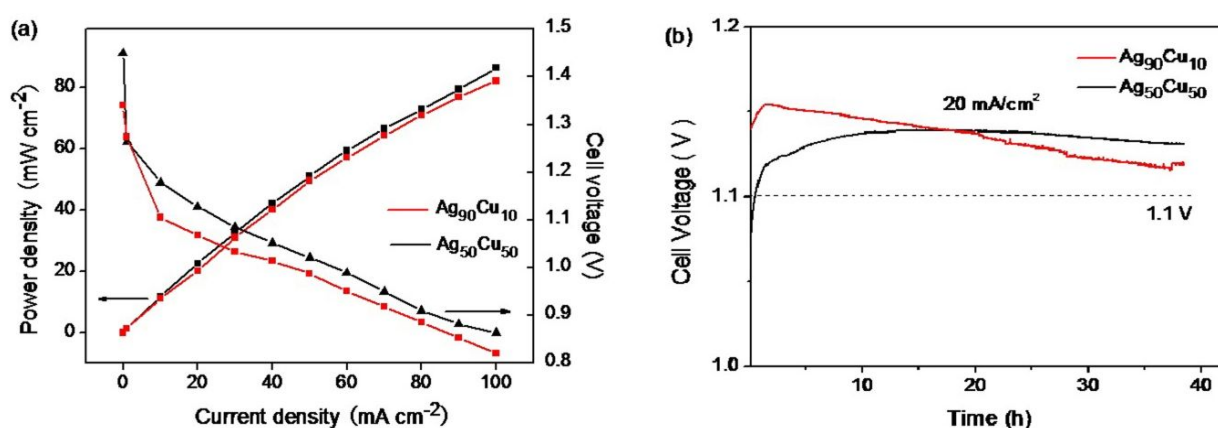 (a)
Power density (mW cm⁻²)
80
60
40
20
0
0
20
40
60
80
100
Current density (mA cm⁻²)
1.5
1.4
1.3
1.2
1.1
1.0
0.9
0.8
Cell voltage (V)
Ag₉₀Cu₁₀
Ag₅₀Cu₅₀
(b)
Cell Voltage ( V )
1.2
1.1
1.0
10
20
30
40
Time (h)
Ag₉₀Cu₁₀
Ag₅₀Cu₅₀
20 mA/cm²
1.1 V